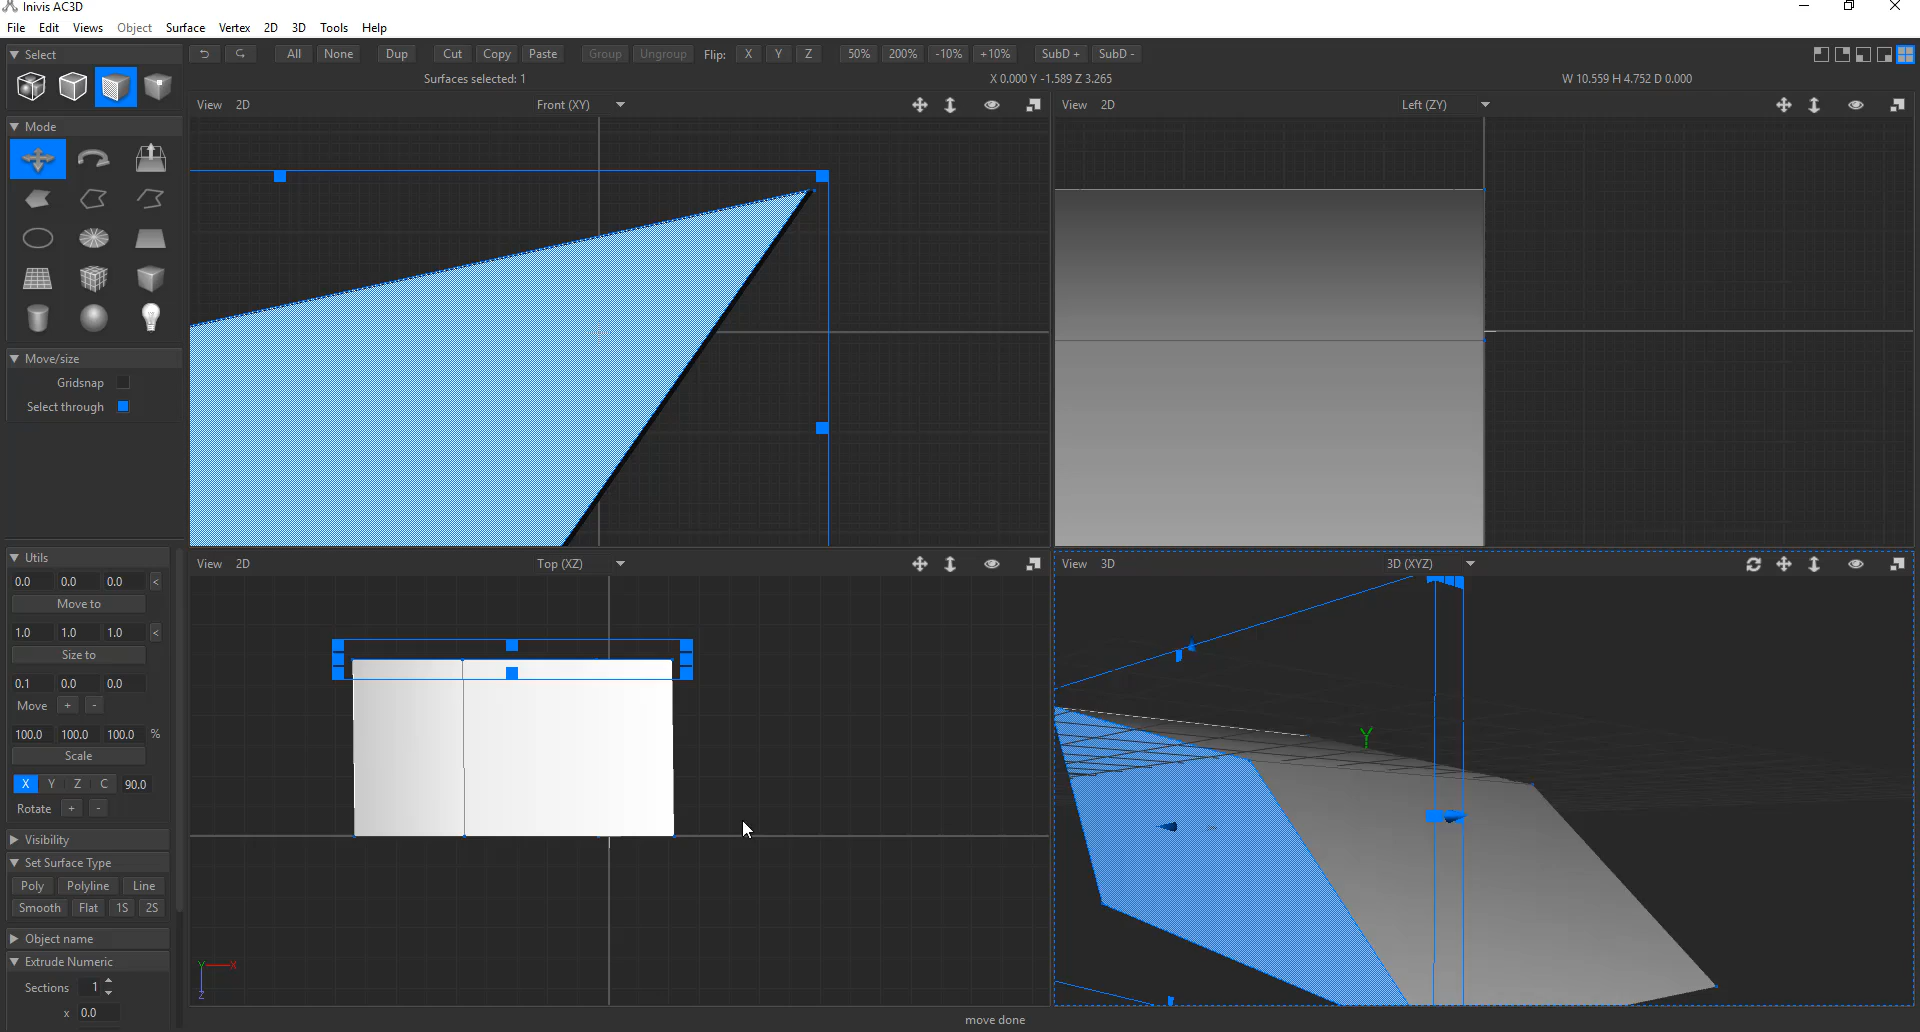 Inivis AC3D
File Edit Views Object Surface Vertex 2D 3D Tools Help
Select
All None Dup Cut Copy Paste Group Ungroup Flip: X Y Z 50% 200% -10% +10% SubD + SubD -
Surfaces selected: 1 X 0.000 Y -1.589 Z 3.265 W 10.559 H 4.752 D 0.000
View 2D Front (XY)
View 2D Left (ZY)
Mode
Move/size
Gridsnap
Select through
Utils
0.0 0.0 0.0 <
Move to
1.0 1.0 1.0 <
Size to
0.1 0.0 0.0
Move + -
100.0 100.0 100.0 %
Scale
X Y Z C 90.0
Rotate + -
Visibility
Set Surface Type
Poly Polyline Line
Smooth Flat 1S 2S
Object name
Extrude Numeric
Sections 1
x 0.0
View 2D Top (XZ)
Y X
Z
View 3D 3D (XYZ)
Y
move done